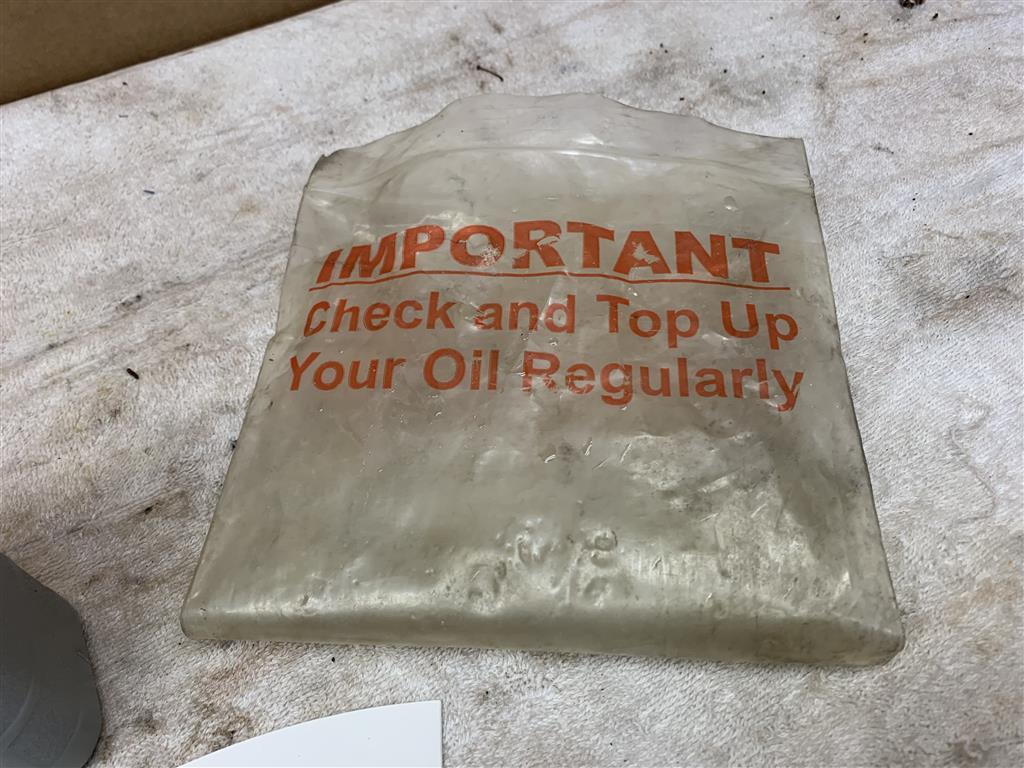 IMPORTANT
Check and Top Up
Your Oil Regularly